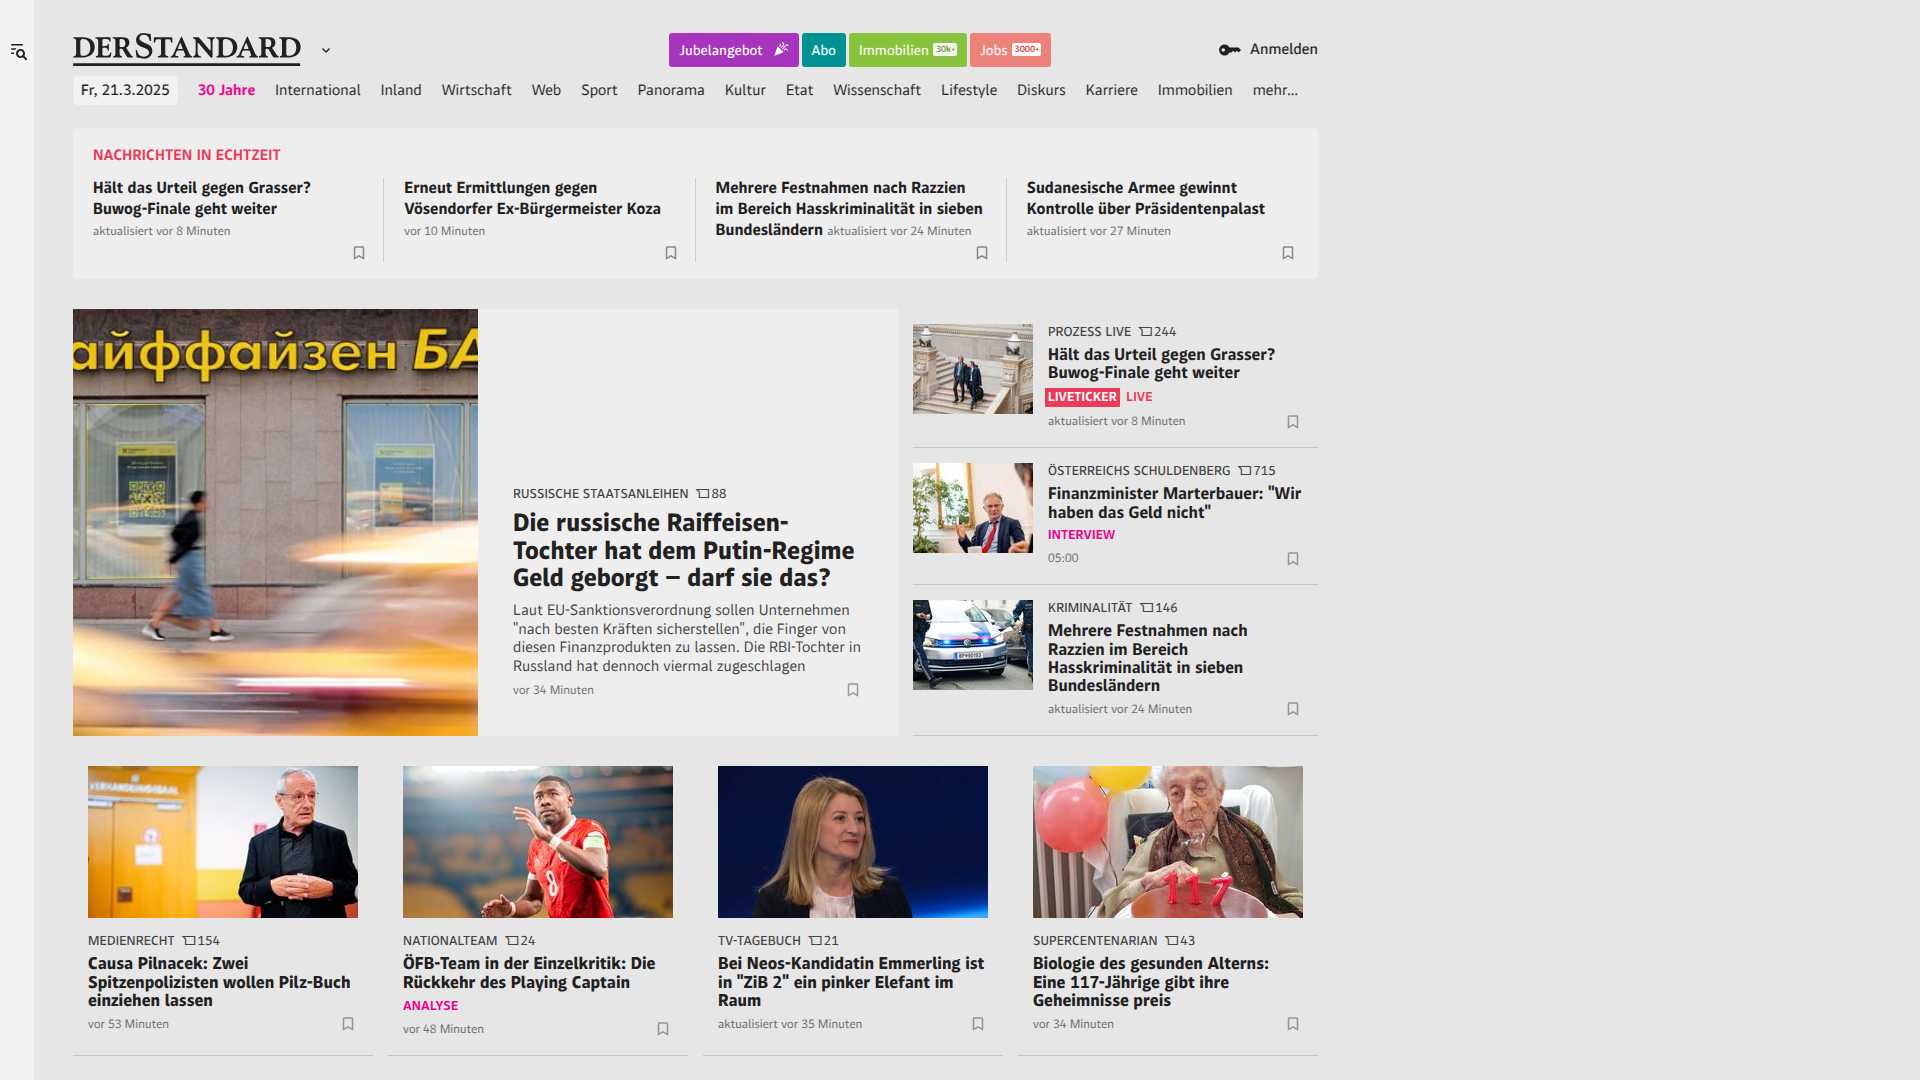 DERSTANDARD
Jubelangebot
Abo
Immobilien 30k+
Jobs 3000+
Anmelden
Fr, 21.3.2025
30 Jahre
International
Inland
Wirtschaft
Web
Sport
Panorama
Kultur
Etat
Wissenschaft
Lifestyle
Diskurs
Karriere
Immobilien
mehr...
NACHRICHTEN IN ECHTZEIT
Hält das Urteil gegen Grasser?
Buwog-Finale geht weiter
aktualisiert vor 8 Minuten
Erneut Ermittlungen gegen
Vösendorfer Ex-Bürgermeister Koza
vor 10 Minuten
Mehrere Festnahmen nach Razzien
im Bereich Hasskriminalität in sieben
Bundesländern aktualisiert vor 24 Minuten
Sudanesische Armee gewinnt
Kontrolle über Präsidentenpalast
aktualisiert vor 27 Minuten
айффайзен БА
RUSSISCHE STAATSANLEIHEN 88
Die russische Raiffeisen-
Tochter hat dem Putin-Regime
Geld geborgt – darf sie das?
Laut EU-Sanktionsverordnung sollen Unternehmen
"nach besten Kräften sicherstellen", die Finger von
diesen Finanzprodukten zu lassen. Die RBI-Tochter in
Russland hat dennoch viermal zugeschlagen
vor 34 Minuten
PROZESS LIVE 244
Hält das Urteil gegen Grasser?
Buwog-Finale geht weiter
LIVETICKER LIVE
aktualisiert vor 8 Minuten
ÖSTERREICHS SCHULDENBERG 715
Finanzminister Marterbauer: "Wir
haben das Geld nicht"
INTERVIEW
05:00
KRIMINALITÄT 146
Mehrere Festnahmen nach
Razzien im Bereich
Hasskriminalität in sieben
Bundesländern
aktualisiert vor 24 Minuten
MEDIENRECHT 154
Causa Pilnacek: Zwei
Spitzenpolizisten wollen Pilz-Buch
einziehen lassen
vor 53 Minuten
8
NATIONALTEAM 24
ÖFB-Team in der Einzelkritik: Die
Rückkehr des Playing Captain
ANALYSE
vor 48 Minuten
TV-TAGEBUCH 21
Bei Neos-Kandidatin Emmerling ist
in "ZiB 2" ein pinker Elefant im
Raum
aktualisiert vor 35 Minuten
117
SUPERCENTENARIAN 43
Biologie des gesunden Alterns:
Eine 117-Jährige gibt ihre
Geheimnisse preis
vor 34 Minuten